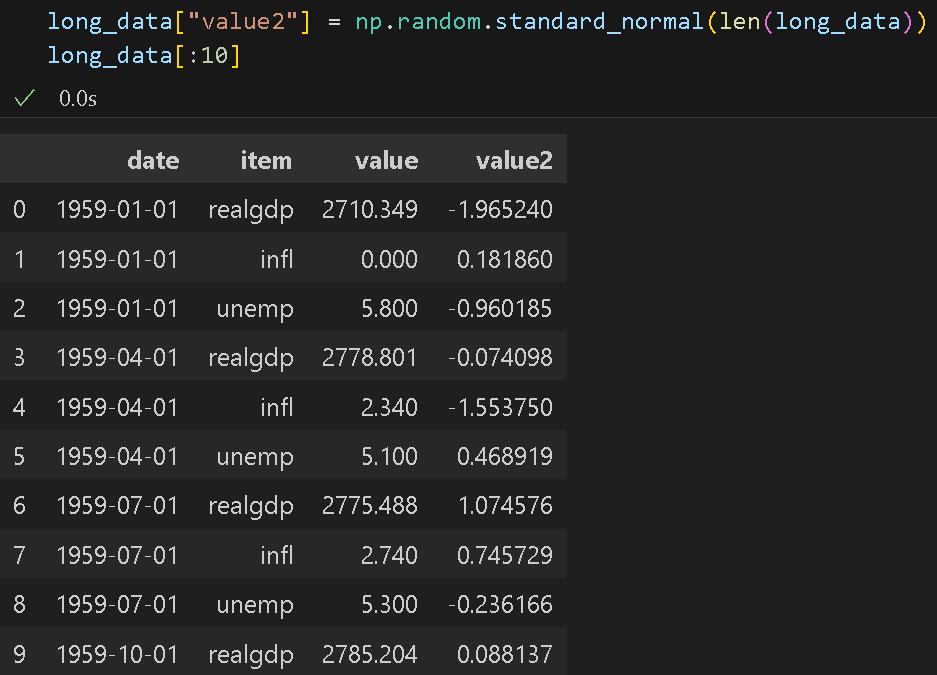 long_data["value2"] = np.random.standard_normal(len(long_data))
long_data[:10]
0.0s
date item value value2
0 1959-01-01 realgdp 2710.349 -1.965240
1 1959-01-01 infl 0.000 0.181860
2 1959-01-01 unemp 5.800 -0.960185
3 1959-04-01 realgdp 2778.801 -0.074098
4 1959-04-01 infl 2.340 -1.553750
5 1959-04-01 unemp 5.100 0.468919
6 1959-07-01 realgdp 2775.488 1.074576
7 1959-07-01 infl 2.740 0.745729
8 1959-07-01 unemp 5.300 -0.236166
9 1959-10-01 realgdp 2785.204 0.088137